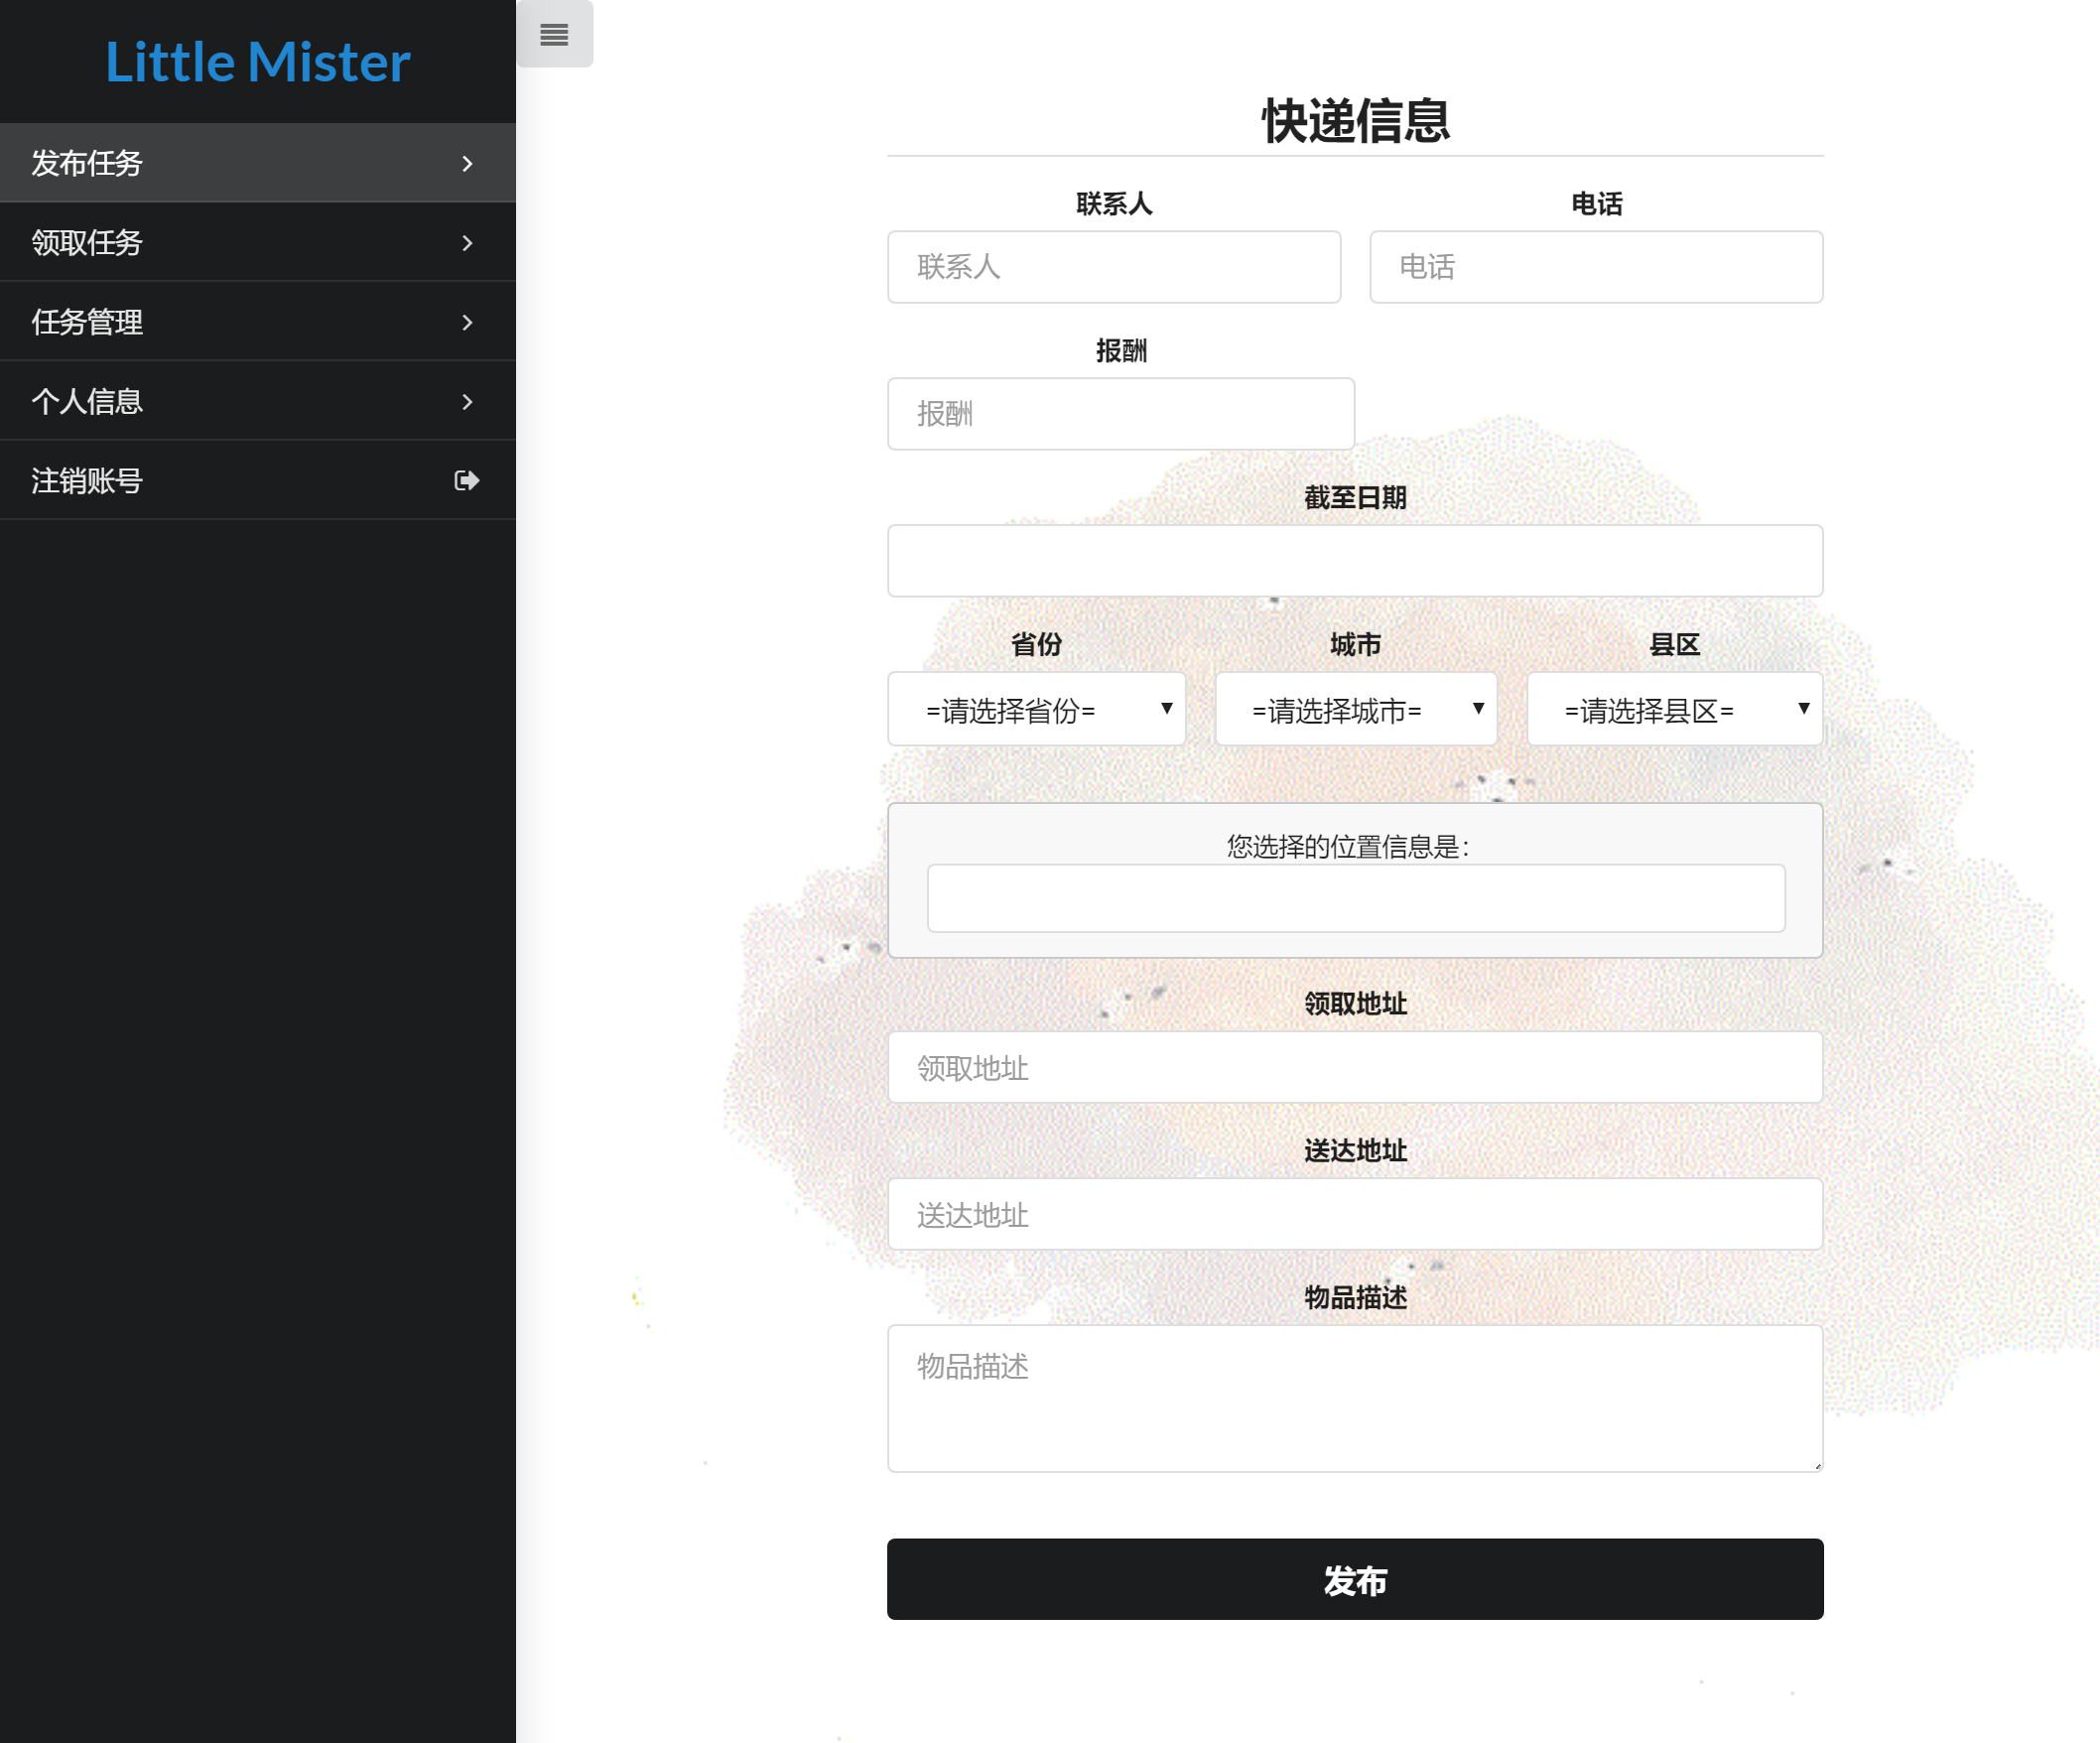 Little Mister
发布任务
领取任务
任务管理
个人信息
注销账号
快递信息
联系人 电话
联系人 电话
报酬
报酬
截至日期
省份 城市 县区
=请选择省份= =请选择城市= =请选择县区=
您选择的位置信息是：
领取地址
领取地址
送达地址
送达地址
物品描述
物品描述
发布